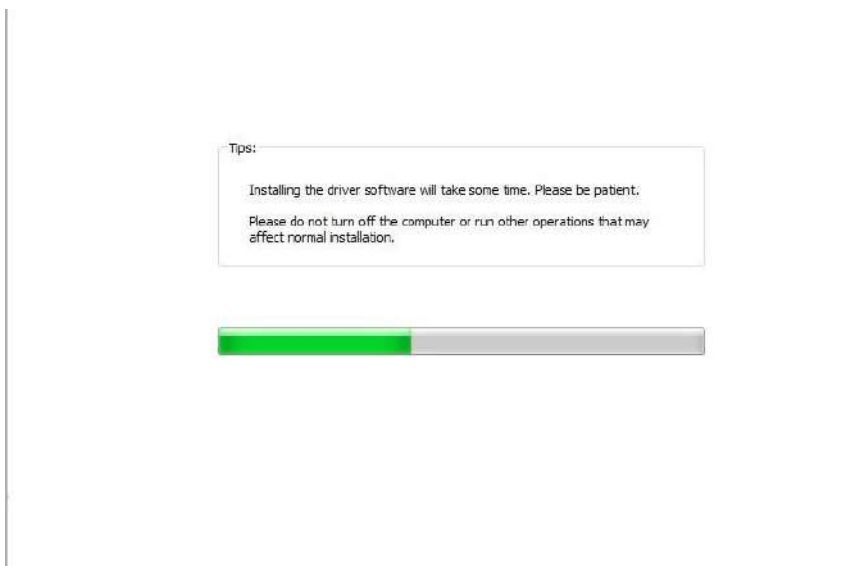 Tips:
Installing the driver software will take some time. Please be patient.
Please do not turn off the computer or run other operations that may
affect normal installation.